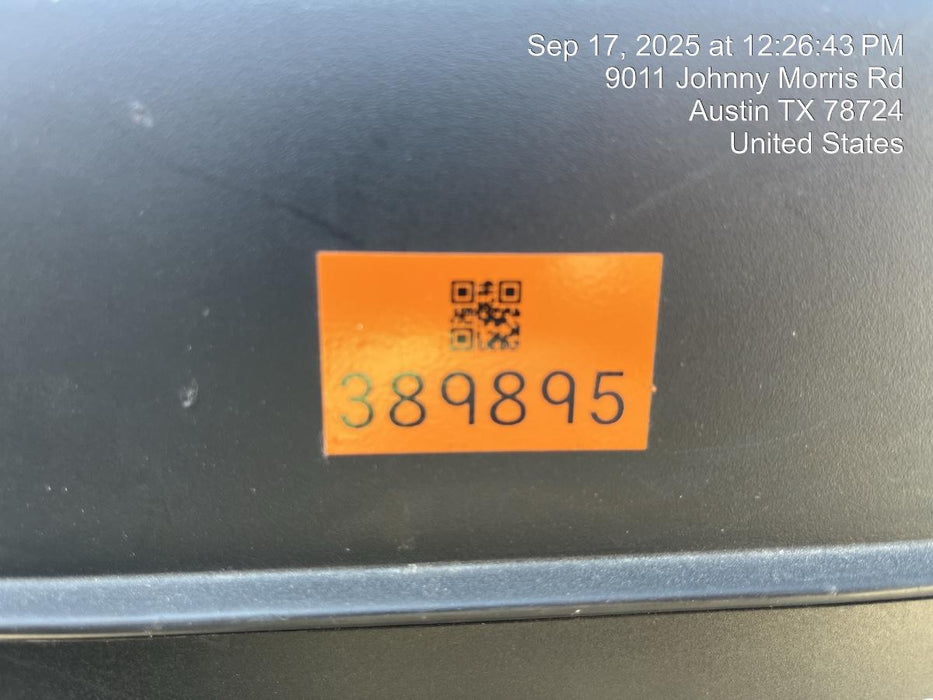 Sep 17, 2025 at 12:26:43 PM
9011 Johnny Morris Rd
Austin TX 78724
United States
389895